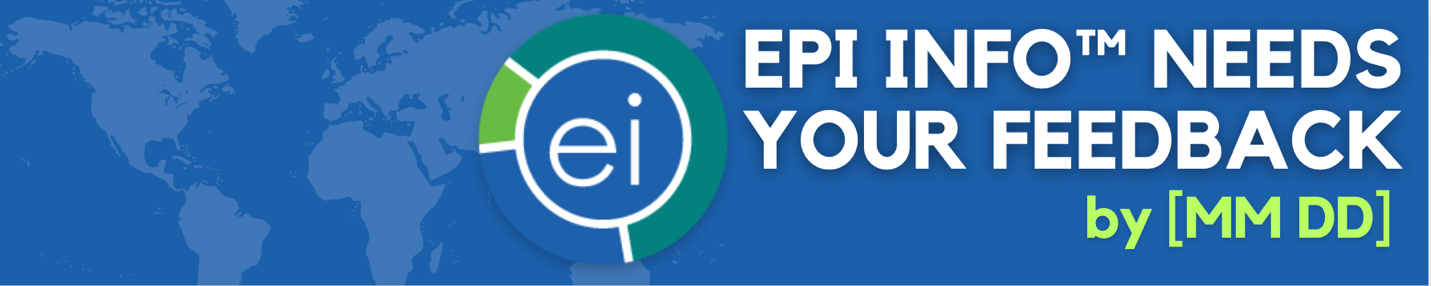 ei
EPI INFO™ NEEDS
YOUR FEEDBACK
by [MM DD]